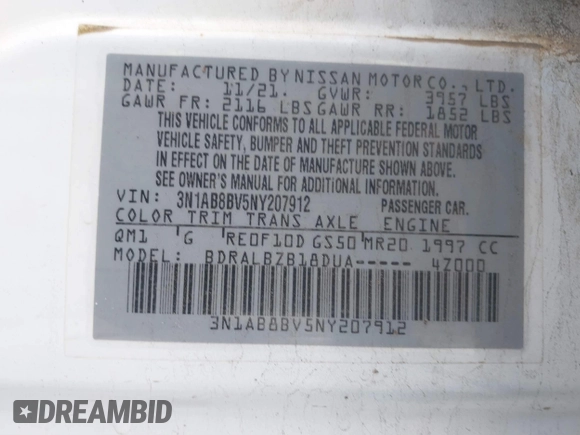 MANUFACTURED BY NISSAN MOTOR CO., LTD.
DATE: 11/21. GVWR: 3957 LBS
GAWR FR: 2116 LBS GAWR RR: 1852 LBS
THIS VEHICLE CONFORMS TO ALL APPLICABLE FEDERAL MOTOR
VEHICLE SAFETY, BUMPER AND THEFT PREVENTION STANDARDS
IN EFFECT ON THE DATE OF MANUFACTURE SHOWN ABOVE.
SEE OWNER'S MANUAL FOR ADDITIONAL INFORMATION.
VIN: 3N1AB8BV5NY207912 PASSENGER CAR.
COLOR TRIM TRANS AXLE ENGINE
QM1 G RE0F10D GS50 MR20 1997 CC
MODEL: BDRALBZB18DUA----- 4Z000
3N1AB8BV5NY207912
DREAMBID